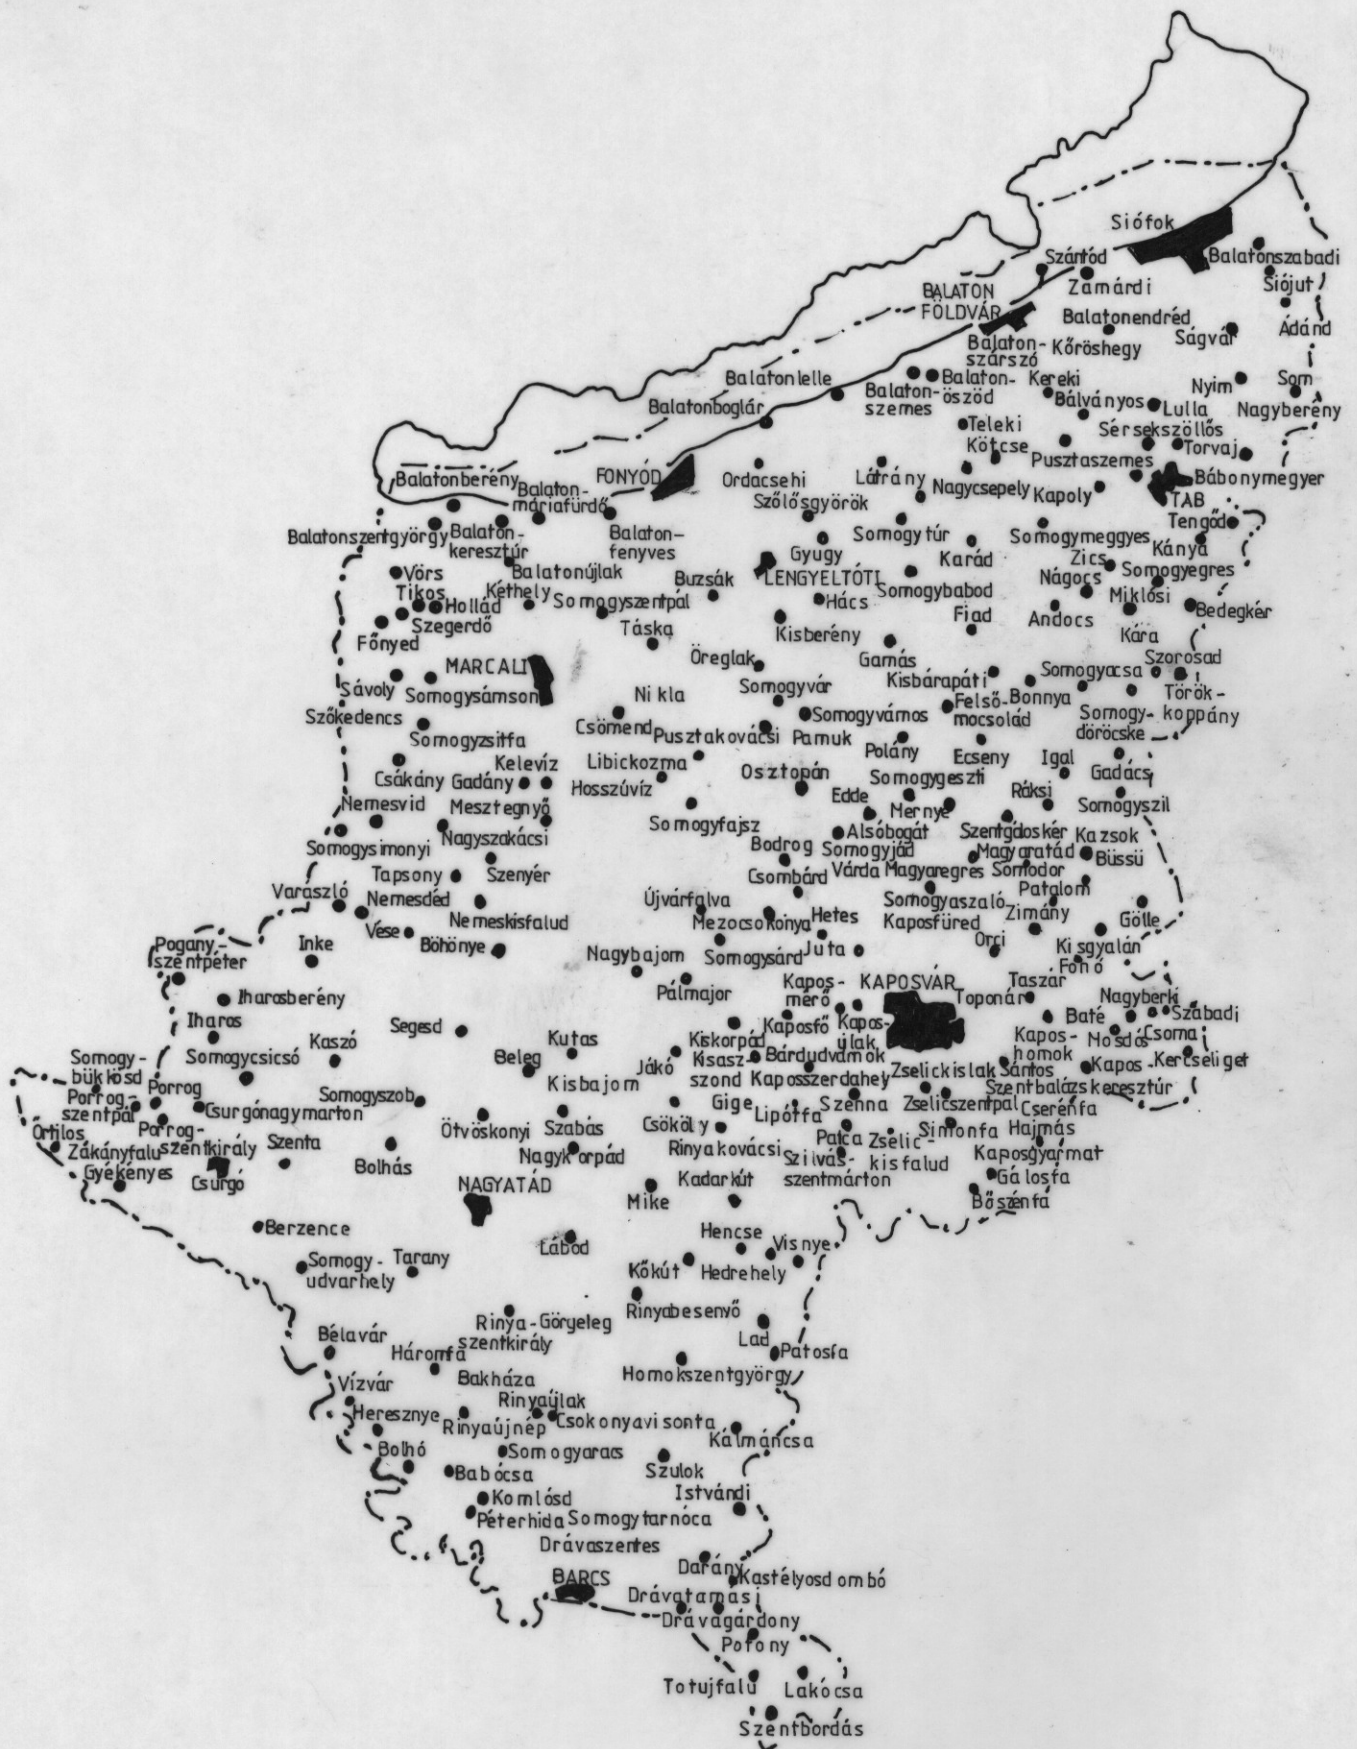 Siófok
Balatonszabadi
Szántód
Zamárdi
Siójut
BALATON
FÖLDVÁR
Balatonendréd
Ságvár
Ádánd
Balaton-
szárszó
Kőröshegy
Balatonlelle
Balaton-
szemes
Balaton-
öszöd
Kereki
Bálványos
Nyim
Som
Lulla
Nagyberény
Balatonboglár
Teleki
Sérsekszöllős
Kötcse
Torvaj
Pusztaszemes
Balatonberény
FONYÓD
Ordacsehi
Látrány
Nagycsepely
Kapoly
Bábonymegyer
TAB
Balaton-
máriafürdő
Szőlősgyörök
Tengőd
Balatonszentgyörgy
Balaton-
keresztúr
Balaton-
fenyves
Somogytúr
Somogymeggyes
Kánya
Gyugy
Karád
Zics
Vörs
Balatonújlak
Buzsák
LENGYELTÓTI
Nágocs
Somogyegres
Tikos
Kéthely
Somogyszentpál
Somogybabod
Miklósi
Hollád
Hács
Bedegkér
Szegerdő
Táska
Kisberény
Fiad
Andocs
Főnyed
Kára
MARCALI
Öreglak
Gamás
Szorosad
Sávoly
Somogysámson
Nikla
Somogyvár
Kisbárapáti
Somogyacsa
Bonnya
Török-
koppány
Szőkedencs
Csömend
Somogyvámos
Felső-
mocsolád
Somogy-
döröcske
Somogyzsitfa
Pusztakovácsi
Pamuk
Polány
Keleviz
Libickozma
Ecseny
Igal
Csákány
Gadány
Hosszúvíz
Osztopán
Somogygeszti
Gadács
Nemesvid
Mesztegnyő
Edde
Mernye
Ráksi
Somogyszil
Somogyfajsz
Alsóbogát
Szentgáloskér
Kazsok
Somogysimonyi
Nagyszakácsi
Bodrog
Somogyjád
Magyaratád
Büssü
Tapsony
Szenyér
Csombárd
Várda
Magyaregres
Somodor
Varászló
Nemesdéd
Újvárfalva
Patalom
Nemeskisfalud
Somogyaszaló
Mezocsokonya
Hetes
Kaposfüred
Zimány
Gölle
Vése
Böhönye
Pogany-
szentpéter
Inke
Orci
Kisgyalán
Nagybajom
Somogysárd
Juta
Fonó
Pálmajor
Kapos-
mérő
KAPOSVÁR
Taszár
Iharosberény
Toponár
Nagyberki
Iharos
Segesd
Kaposfő
Kapos-
újlak
Baté
Szabadi
Kaszó
Kutas
Kiskorpád
Kapos-
homok
Mosdós
Csoma
Somogycsicsó
Beleg
Jákó
Kisasz-
szond
Bárdudvarnok
Kercseliget
Somogy-
bükkösd
Kisbajom
Kaposszerdahely
Zselickislak
Sántos
Kapos-
keresztúr
Porrog-
szentpál
Porrog
Somogyszob
Szentbalázs
Csurgónagymarton
Gige
Lipótfa
Szenna
Zselicszentpál
Cserénfa
Örtilos
Porrog-
szentkirály
Ötvöskonyi
Szabás
Csököly
Simonfa
Hajmás
Zákányfalu
Szenta
Rinyakovácsi
Patca
Zselic-
kisfalud
Kaposgyarmat
Gyékényes
Csurgó
Bolhás
Nagykorpád
Szilvás-
szentmárton
NAGYATÁD
Kadarkút
Gálosfa
Mike
Bőszénfa
Berzence
Hencse
Visnye
Lábod
Somogy-
udvarhely
Tarany
Kőkút
Hedrehely
Rinyabesenyő
Rinya-
szentkirály
Görgeteg
Bélavár
Lad
Háromfa
Patosfa
Bakháza
Homokszentgyörgy
Vízvár
Rinyaújlak
Heresznye
Rinyaújnép
Csokonyavisonta
Kálmáncsa
Bolhó
Somogyaracs
Babócsa
Szulok
Komlósd
Istvándi
Péterhida
Somogytarnóca
Drávaszentes
Darány
BARCS
Kastélyosdombó
Drávatamási
Drávagárdony
Potony
Totujfalu
Lakócsa
Szentbordás